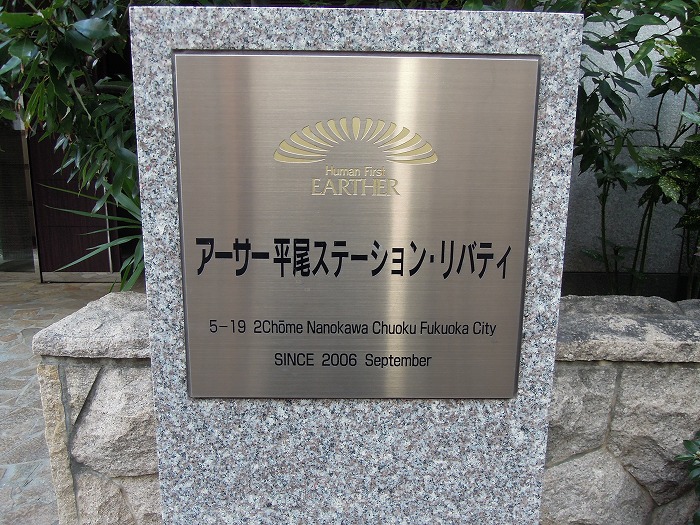 Human First
EARTHER
アーサー平尾ステーション・リバティ
5-19 2Chōme Nanokawa Chuoku Fukuoka City
SINCE 2006 September